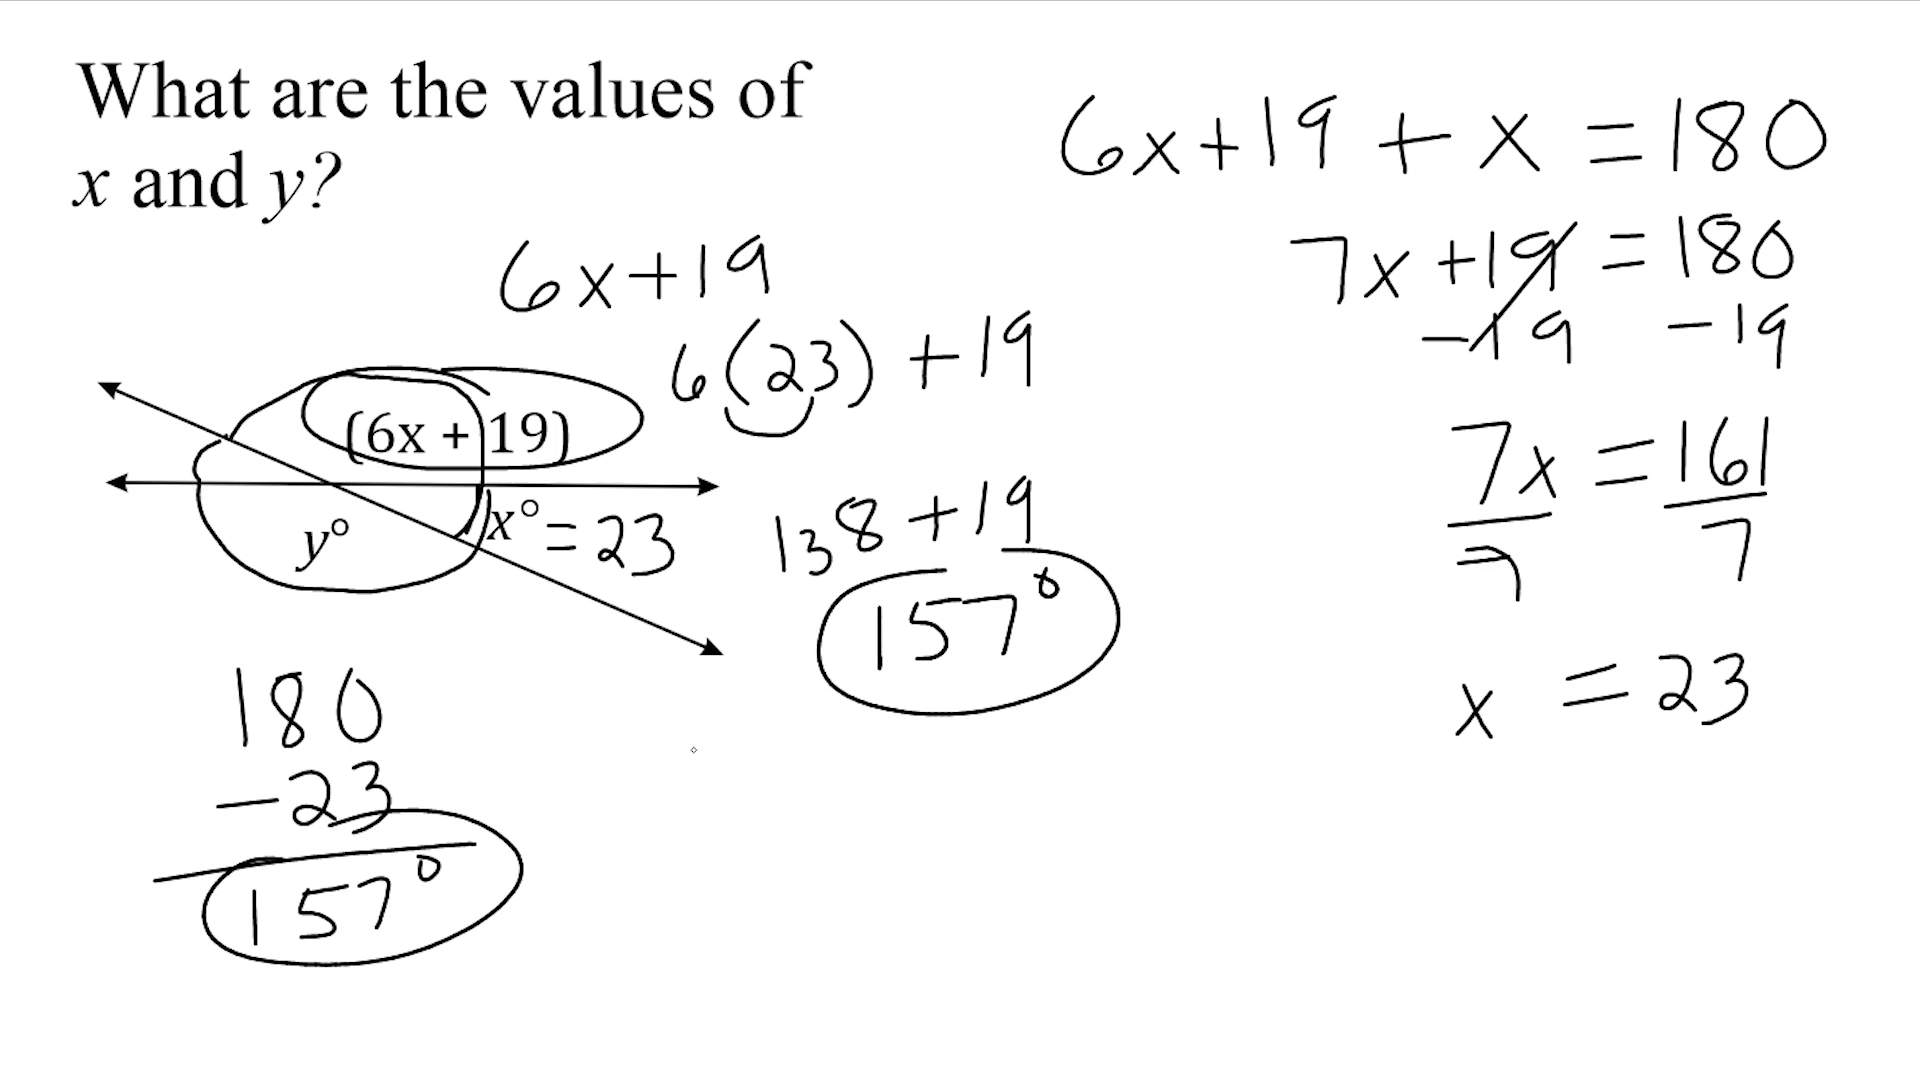 What are the values of
x and y?
6x+19
6(23)+19
(6x + 19)
x° = 23
y°
138+19
157°
180
-23
157°
6x+19 + x = 180
7x +19 = 180
-19 -19
7x = 161
7 7
x = 23